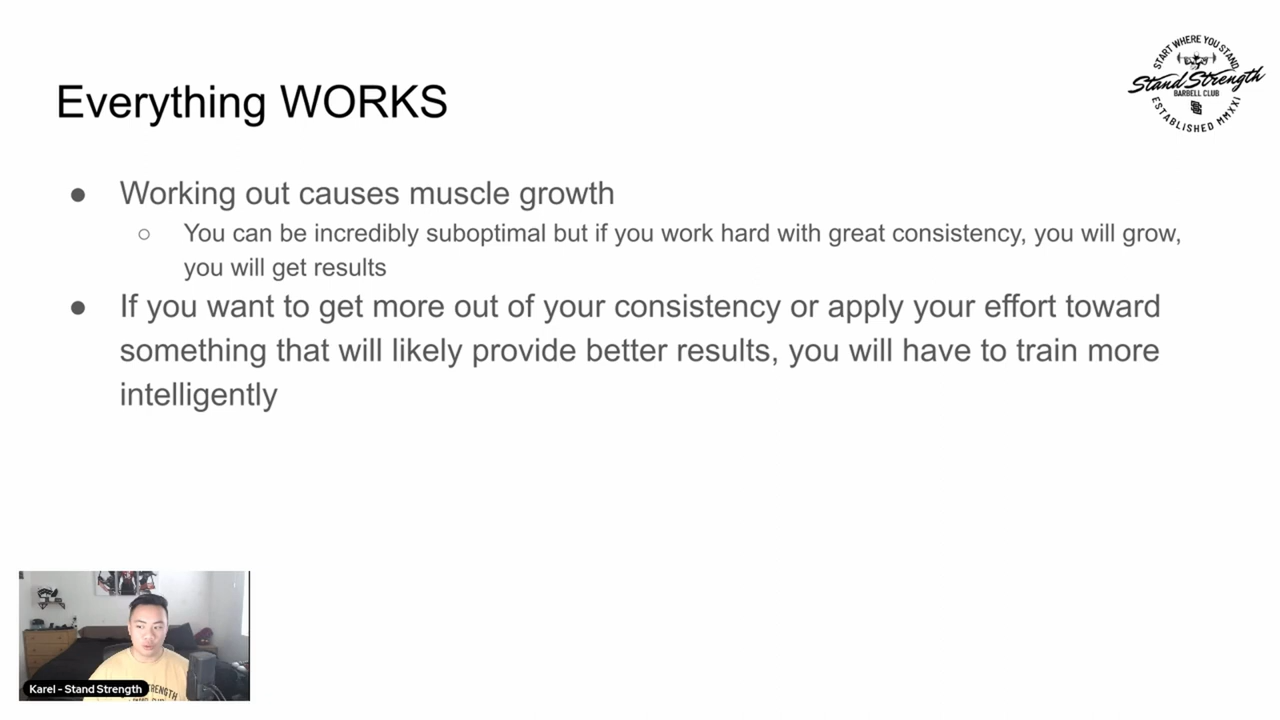 START WHERE YOU STAND
Stand Strength
BARBELL CLUB
ESTABLISHED MMXXI
Everything WORKS
● Working out causes muscle growth
○ You can be incredibly suboptimal but if you work hard with great consistency, you will grow,
you will get results
● If you want to get more out of your consistency or apply your effort toward
something that will likely provide better results, you will have to train more
intelligently
Karel - Stand Strength